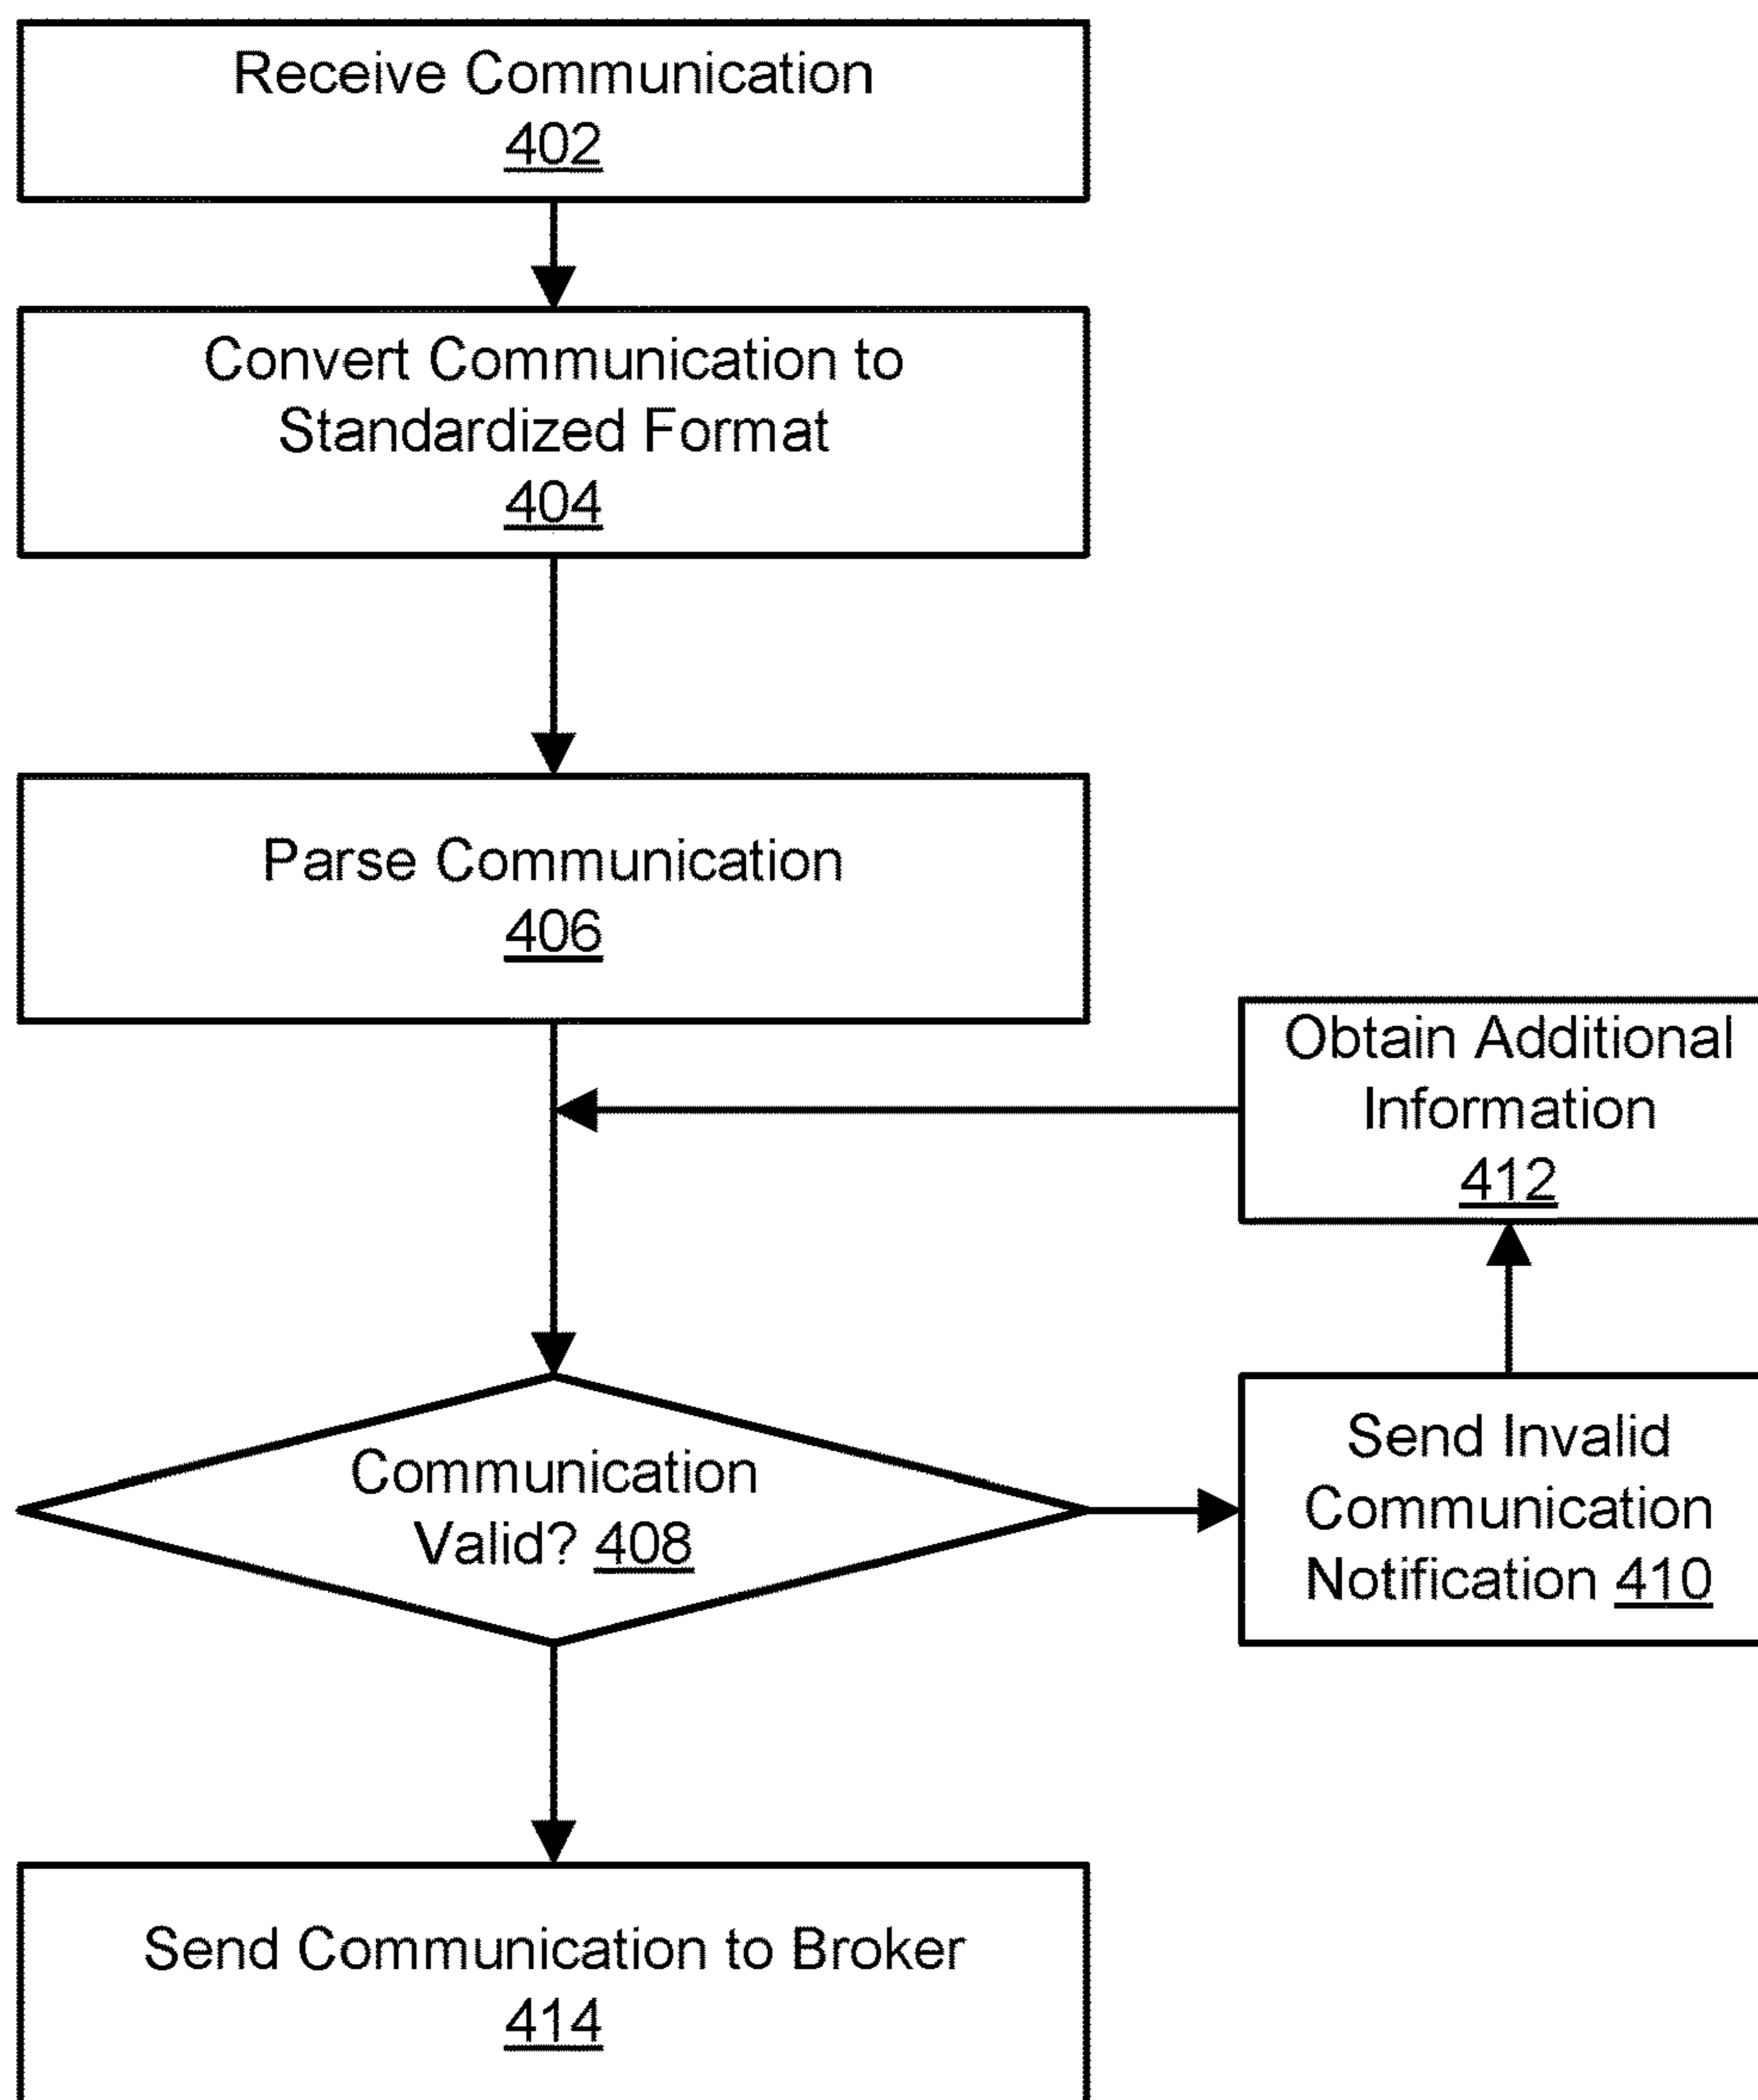 Receive Communication
402
Convert Communication to
Standardized Format
404
Parse Communication
406
Obtain Additional
Information
412
Communication
Valid? 408
Send Invalid
Communication
Notification 410
Send Communication to Broker
414